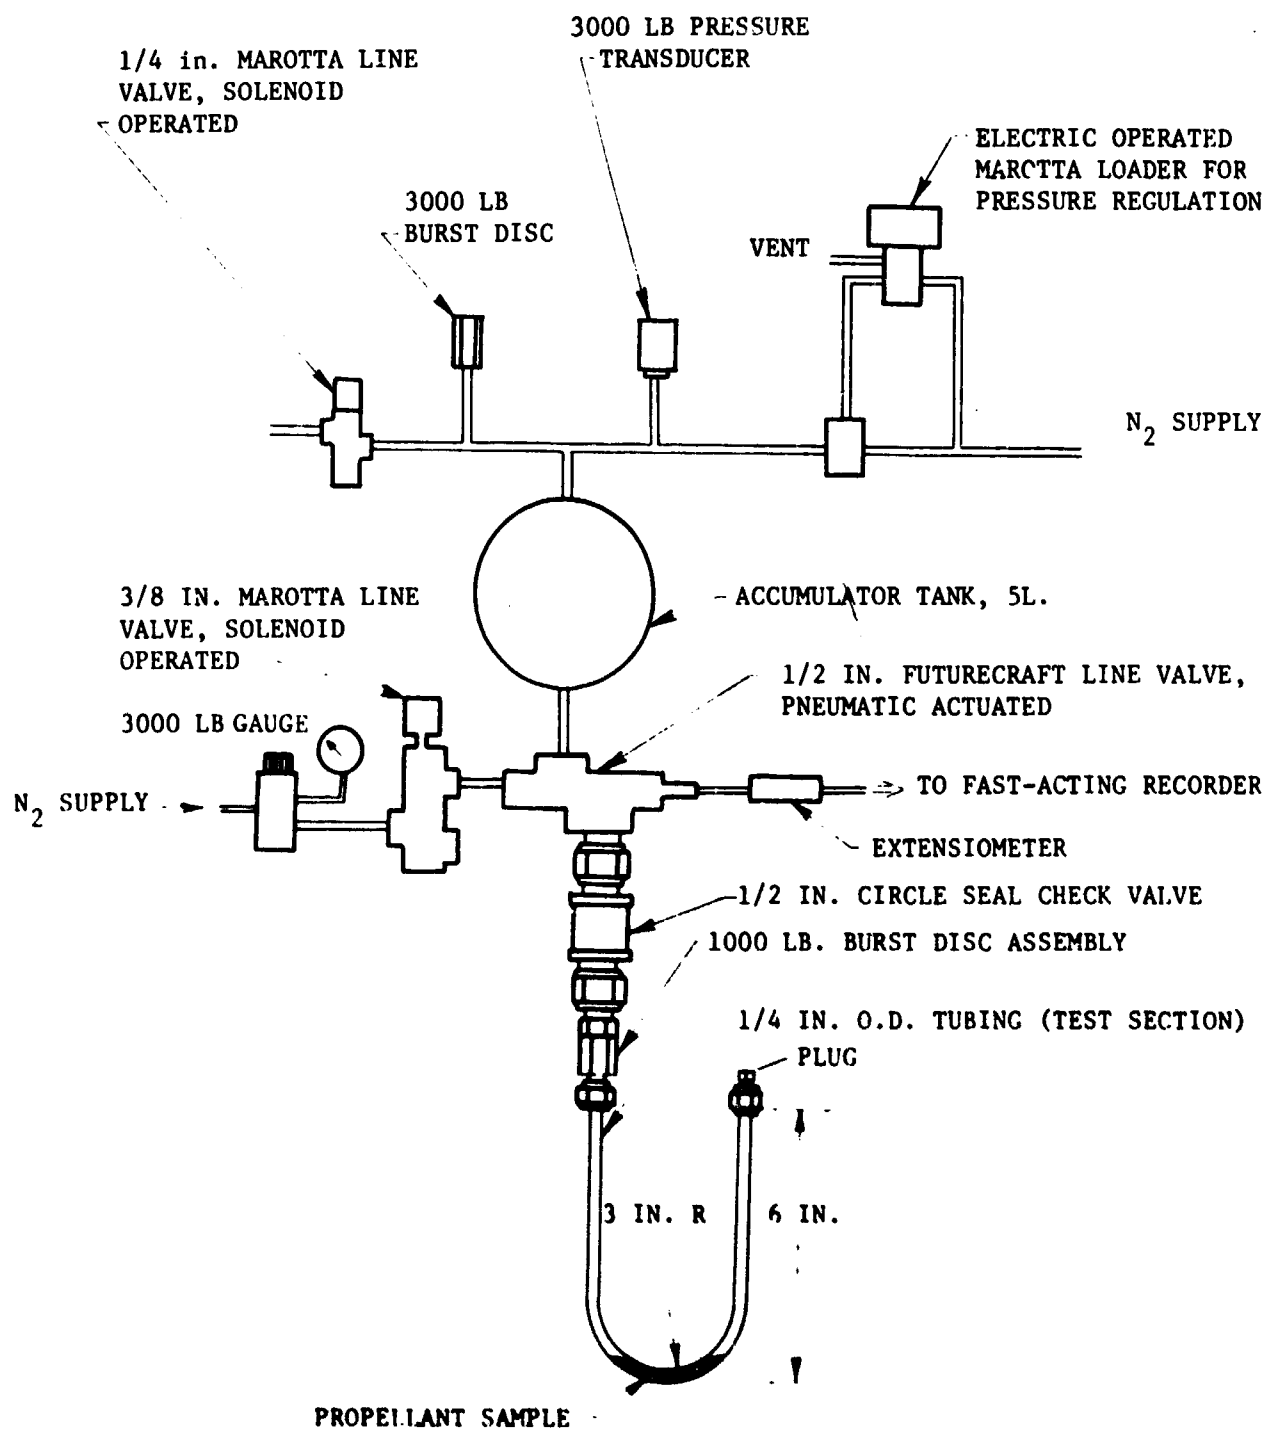 3000 LB PRESSURE
TRANSDUCER
1/4 in. MAROTTA LINE
VALVE, SOLENOID
OPERATED
ELECTRIC OPERATED
MAROTTA LOADER FOR
PRESSURE REGULATION
3000 LB
BURST DISC
VENT
N2 SUPPLY
3/8 IN. MAROTTA LINE
VALVE, SOLENOID
OPERATED
ACCUMULATOR TANK, 5L.
1/2 IN. FUTURECRAFT LINE VALVE,
PNEUMATIC ACTUATED
3000 LB GAUGE
N2 SUPPLY
TO FAST-ACTING RECORDER
EXTENSIOMETER
1/2 IN. CIRCLE SEAL CHECK VALVE
1000 LB. BURST DISC ASSEMBLY
1/4 IN. O.D. TUBING (TEST SECTION)
PLUG
3 IN. R
6 IN.
PROPELLANT SAMPLE